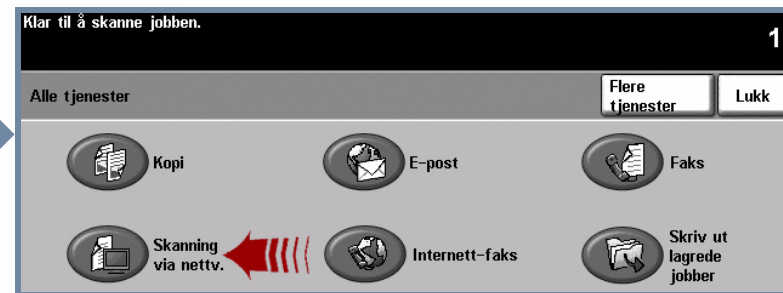 Klar til å skanne jobben.
1
Alle tjenester
Flere
tjenester
Lukk
Kopi
E-post
Faks
Skanning
via nettv.
Internett-faks
Skriv ut
lagrede
jobber